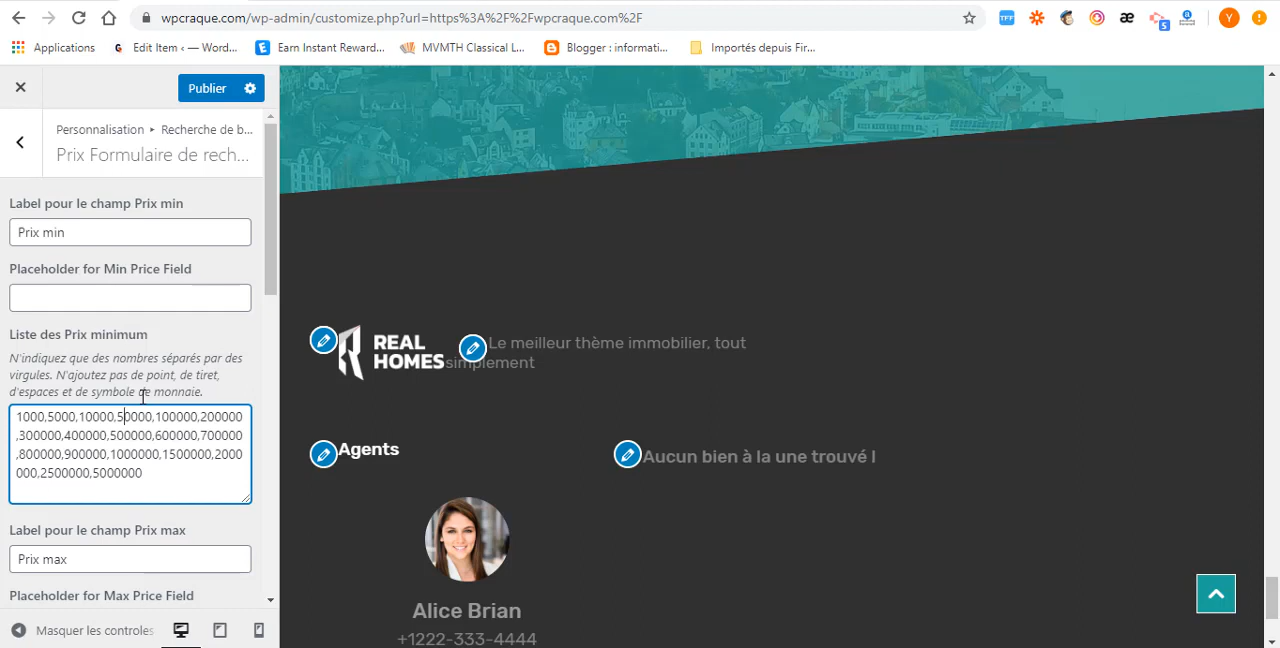 wpcraque.com/wp-admin/customize.php?url=https%3A%2F%2Fwpcraque.com%2F
TFF
5
Y
Applications
Edit Item ‹ — Word...
Earn Instant Reward...
MVMTH Classical L...
Blogger : informati...
Importés depuis Fir...
Publier
Personnalisation ▸ Recherche de b...
Prix Formulaire de rech...
Label pour le champ Prix min
Prix min
Placeholder for Min Price Field
Liste des Prix minimum
N'indiquez que des nombres séparés par des
virgules. N'ajoutez pas de point, de tiret,
d'espaces et de symbole de monnaie.
1000,5000,10000,50000,100000,200000
,300000,400000,500000,600000,700000
,800000,900000,1000000,1500000,2000
000,2500000,5000000
Label pour le champ Prix max
Prix max
Placeholder for Max Price Field
Masquer les controles
REAL
HOMES
Le meilleur thème immobilier, tout
simplement
Agents
Aucun bien à la une trouvé !
Alice Brian
+1222-333-4444